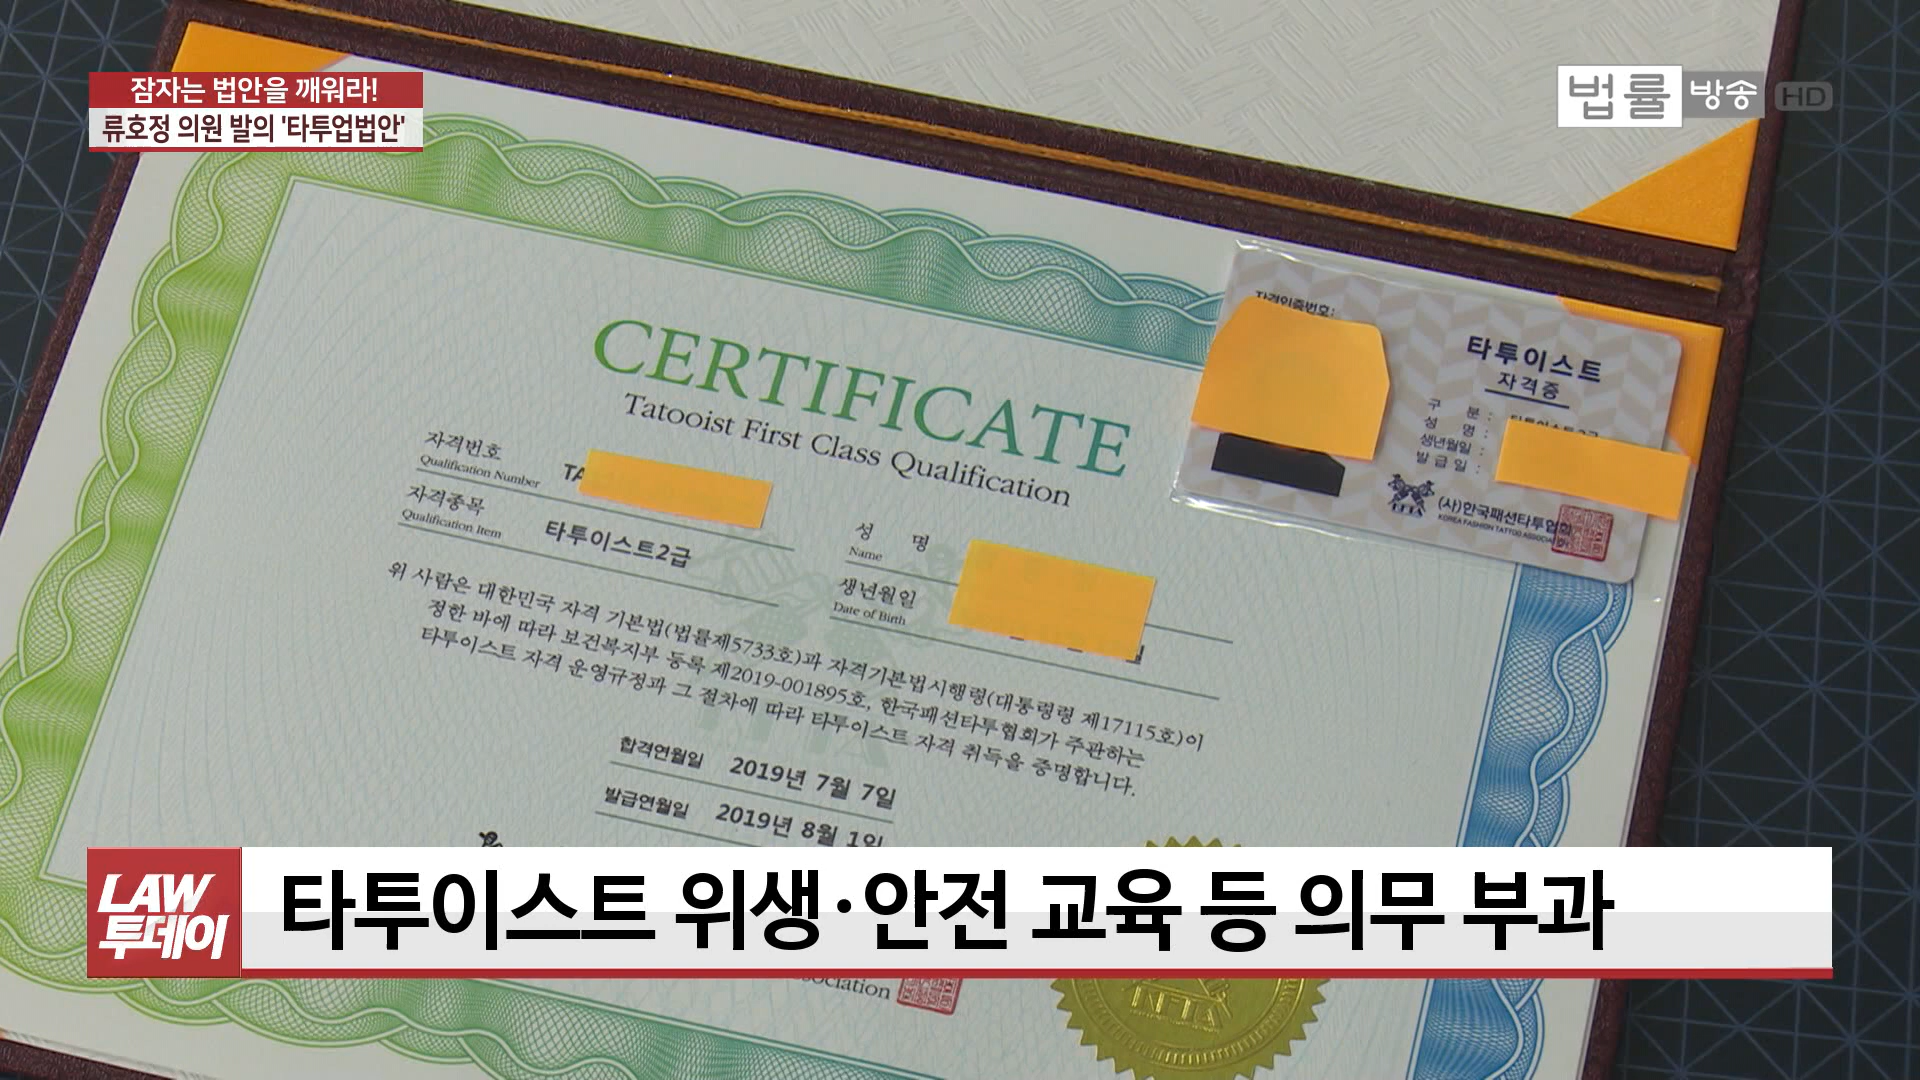 잠자는 법안을 깨워라!
류호정 의원 발의 '타투업법안'
법률방송 HD
CERTIFICATE
Tatooist First Class Qualification
자격번호
Qualification Number
TA
자격종목
Qualification Item
타투이스트2급
성 명
Name
생년월일
Date of Birth
위 사람은 대한민국 자격 기본법(법률제5733호)과 자격기본법시행령(대통령령 제17115호)이
정한 바에 따라 보건복지부 등록 제2019-001895호, 한국패션타투협회가 주관하는
타투이스트 자격 운영규정과 그 절차에 따라 타투이스트 자격 취득을 증명합니다.
합격연월일 2019년 7월 7일
발급연월일 2019년 8월 1일
자격인증번호:
타투이스트
자격증
구 분 :
성 명 :
생년월일 :
발급일 :
(사)한국패션타투협회
KOREA FASHION TATTOO ASSOCIATION
LAW
투데이
타투이스트 위생·안전 교육 등 의무 부과